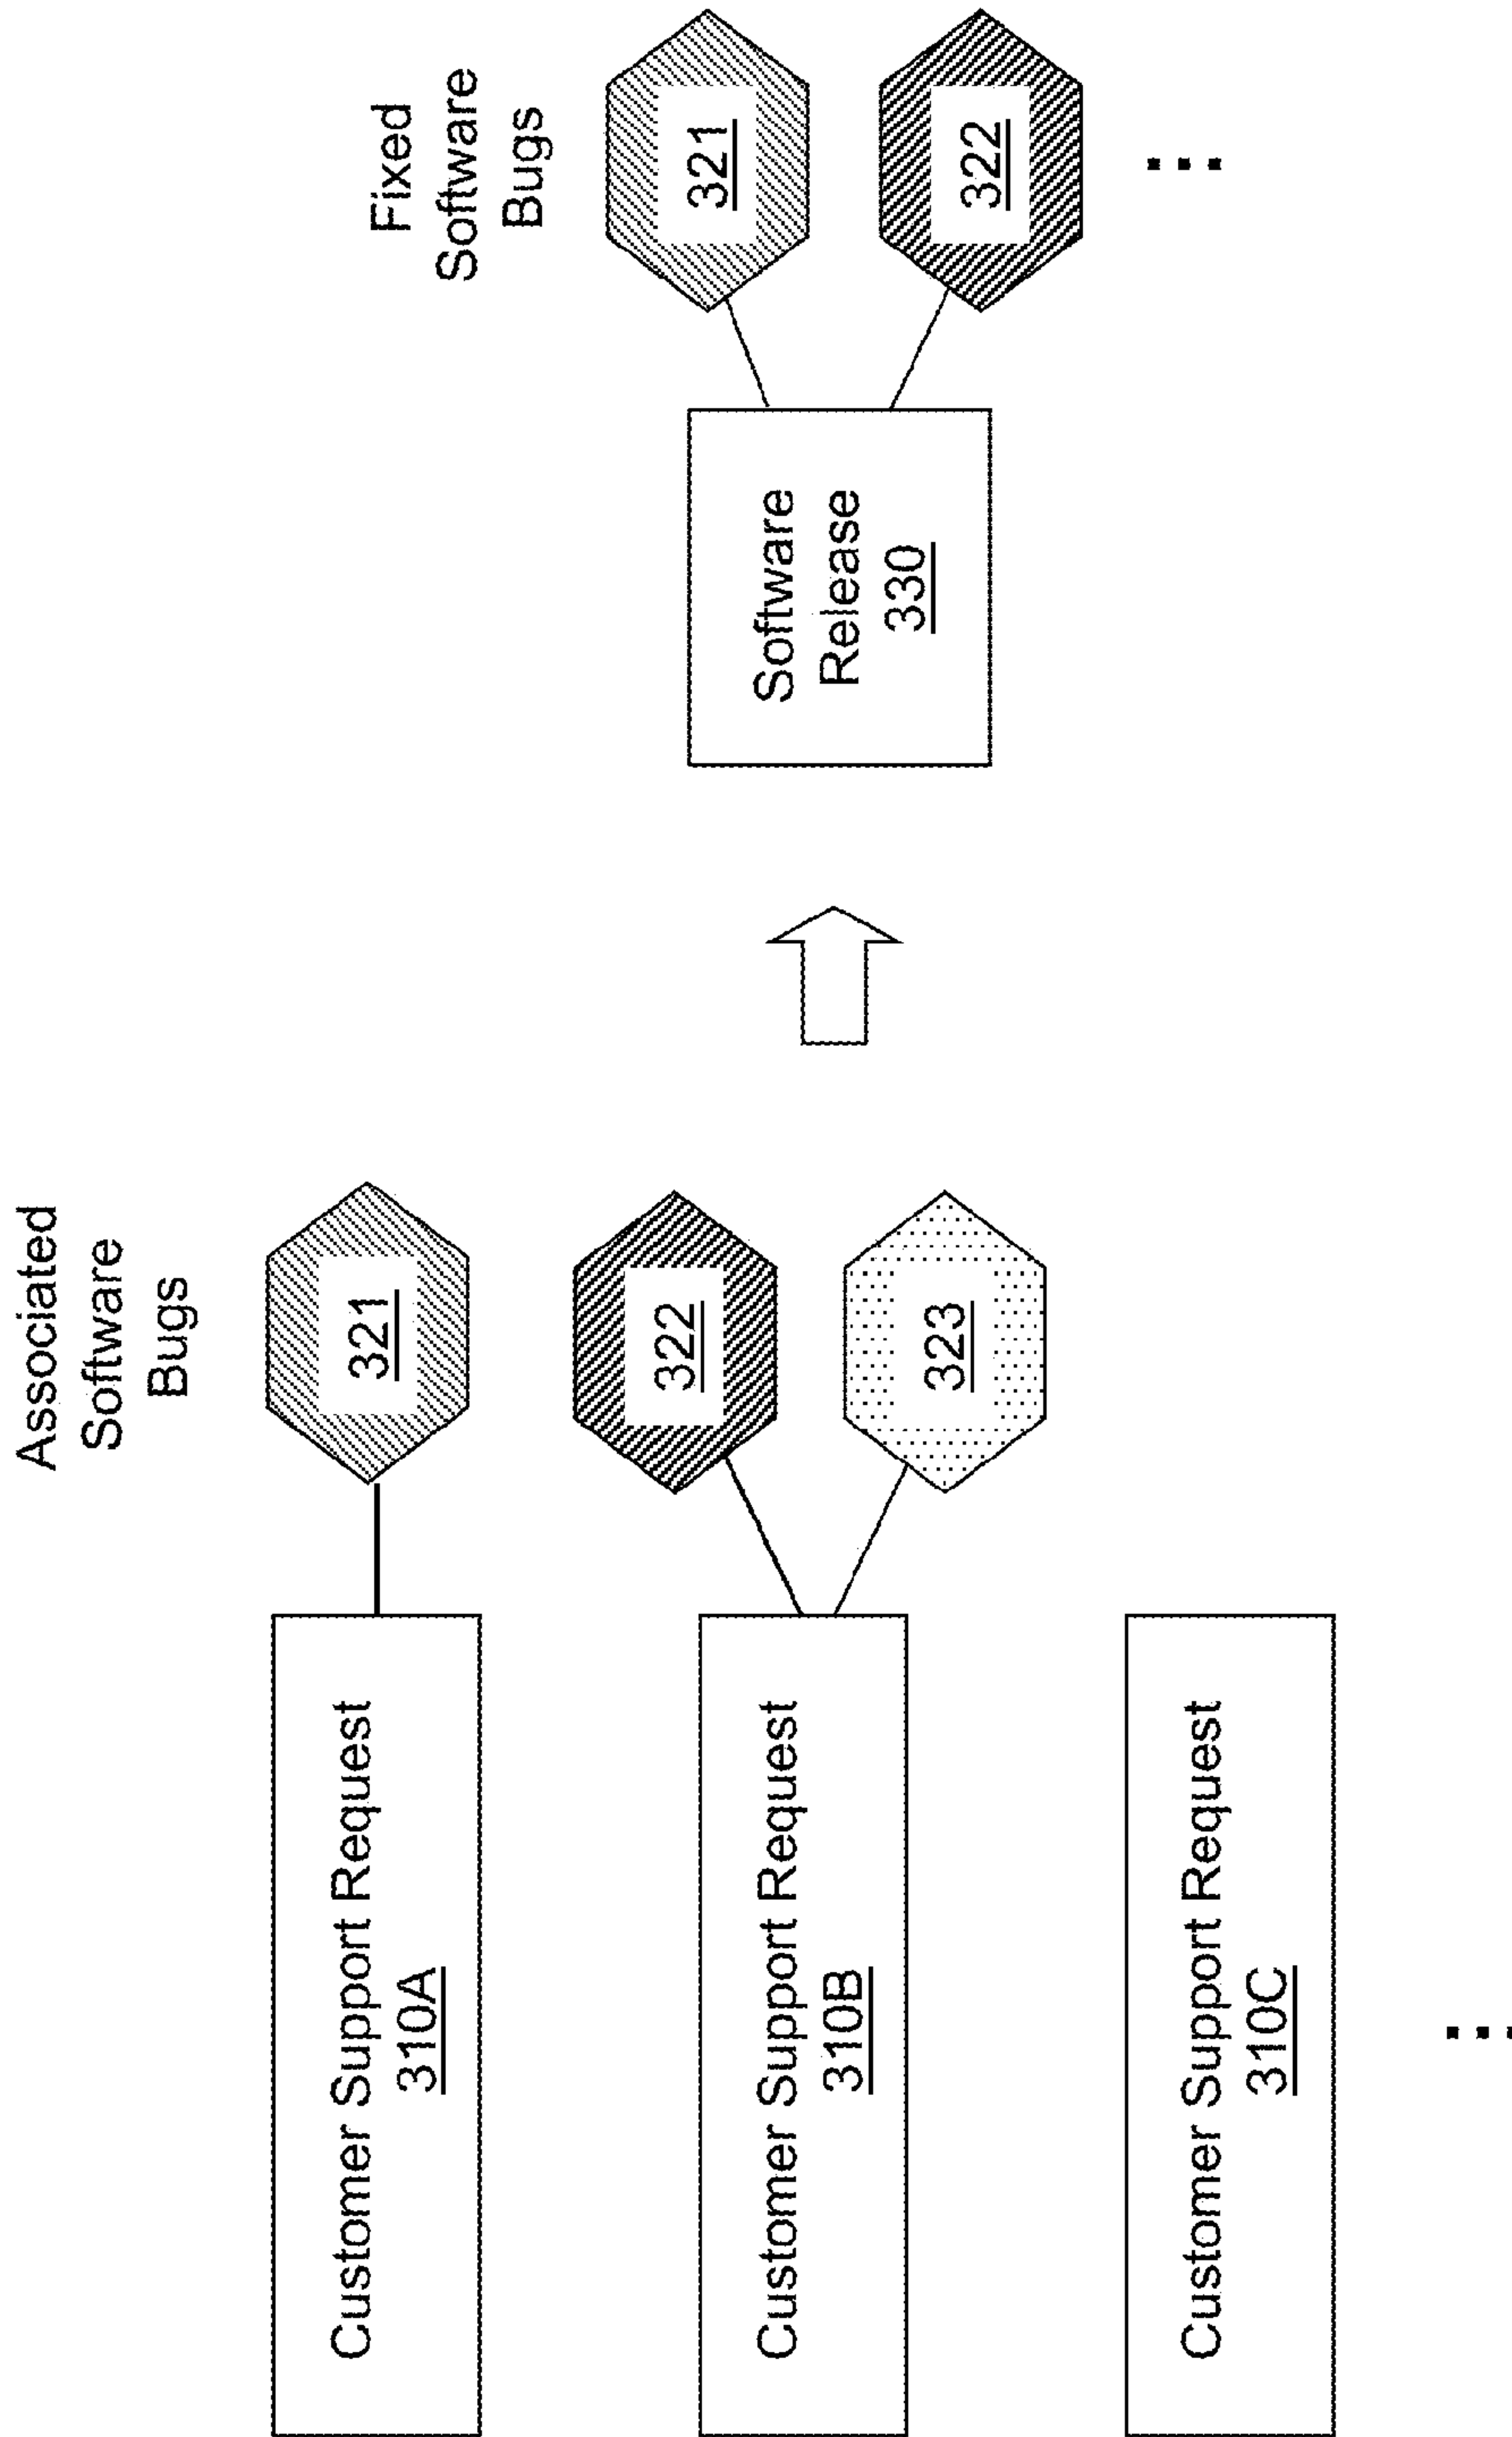 Associated
Software
Bugs
Customer Support Request
310A
321
Customer Support Request
310B
322
323
Customer Support Request
310C
Software
Release
330
Fixed
Software
Bugs
321
322